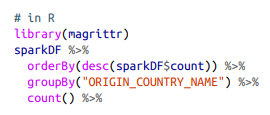 # in R
library(magrittr)
sparkDF %>%
  orderBy(desc(sparkDF$count)) %>%
  groupBy("ORIGIN_COUNTRY_NAME") %>%
  count() %>%